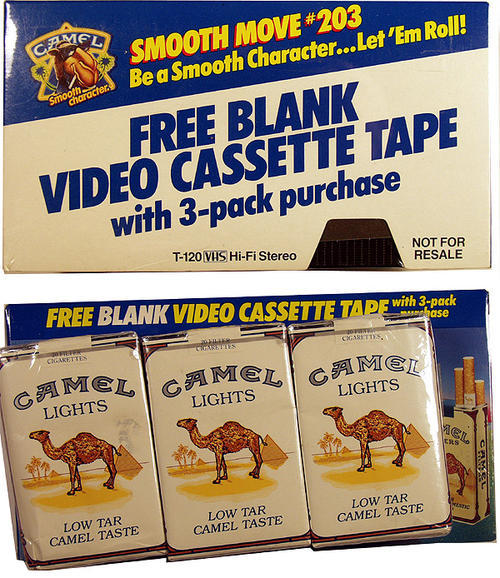 CAMEL
Smooth
Character.
SMOOTH MOVE #203
Be a Smooth Character...Let 'Em Roll!
FREE BLANK
VIDEO CASSETTE TAPE
with 3-pack purchase
T-120 VHS Hi-Fi Stereo
NOT FOR
RESALE
FREE BLANK VIDEO CASSETTE TAPE with 3-pack
purchase
20 FILTER
CIGARETTES
CAMEL
LIGHTS
LOW TAR
CAMEL TASTE
20 FILTER
CIGARETTES
CAMEL
LIGHTS
LOW TAR
CAMEL TASTE
20 FILTER
CIGARETTES
CAMEL
LIGHTS
LOW TAR
CAMEL TASTE